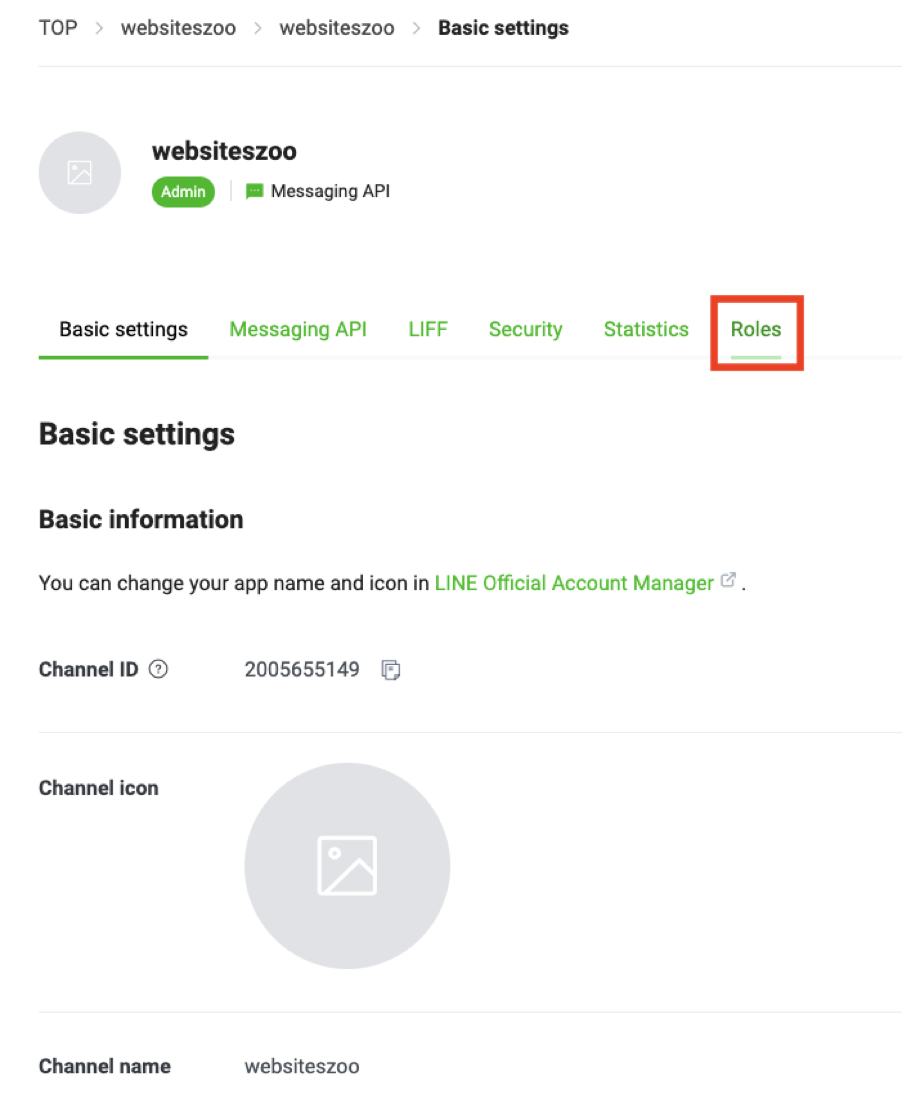 TOP > websiteszoo > websiteszoo > Basic settings
websiteszoo
Admin Messaging API
Basic settings Messaging API LIFF Security Statistics Roles
Basic settings
Basic information
You can change your app name and icon in LINE Official Account Manager .
Channel ID ? 2005655149
Channel icon
Channel name websiteszoo